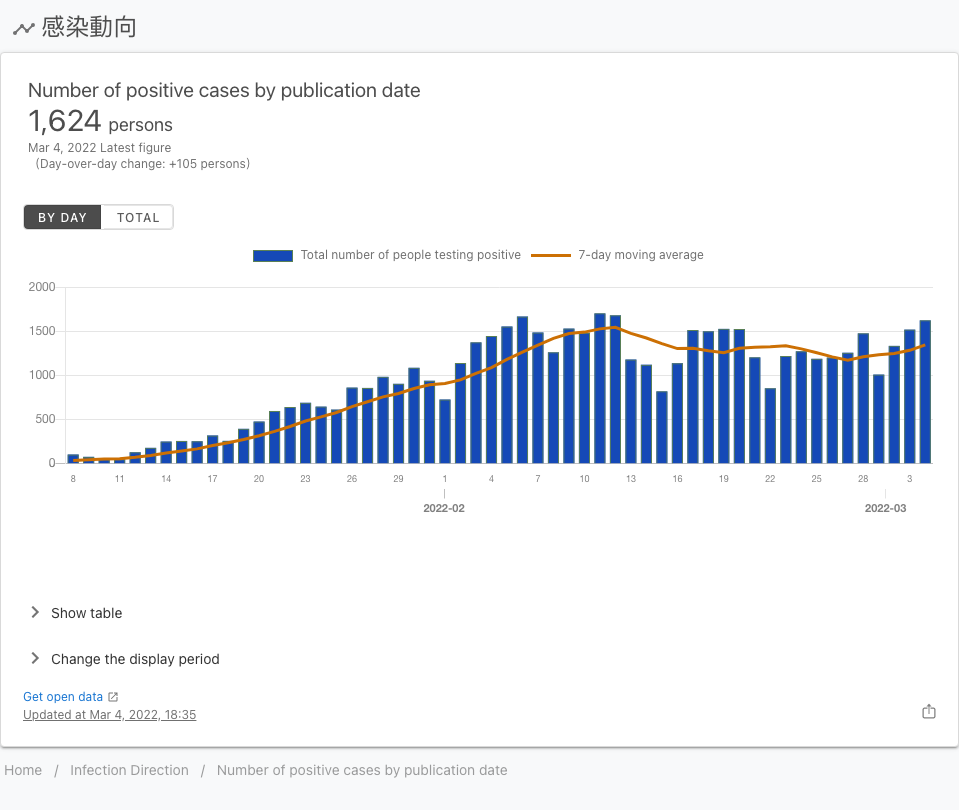 感染動向
Number of positive cases by publication date
1,624 persons
Mar 4, 2022 Latest figure
(Day-over-day change: +105 persons)
BY DAY TOTAL
Total number of people testing positive 7-day moving average
2000
1500
1000
500
0
8 11 14 17 20 23 26 29 1 4 7 10 13 16 19 22 25 28 3
2022-02 2022-03
Show table
Change the display period
Get open data
Updated at Mar 4, 2022, 18:35
Home / Infection Direction / Number of positive cases by publication date